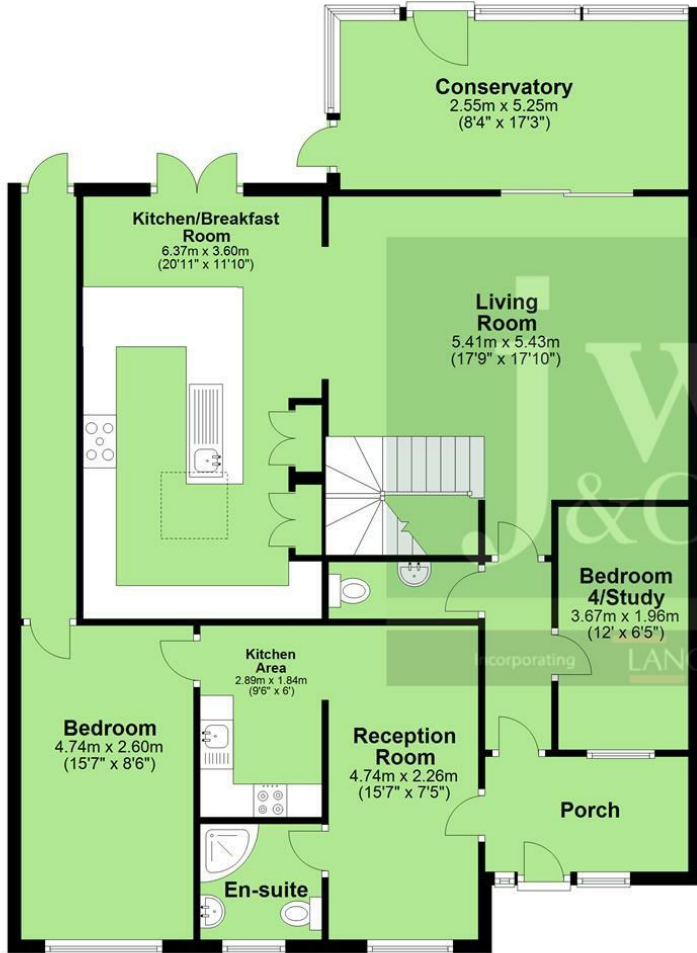 Conservatory
2.55m x 5.25m
(8'4" x 17'3")
Kitchen/Breakfast
Room
6.37m x 3.60m
(20'11" x 11'10")
Living
Room
5.41m x 5.43m
(17'9" x 17'10")
j
&
Bedroom
4/Study
3.67m x 1.96m
(12' x 6'5")
Incorporating
Kitchen
Area
2.89m x 1.84m
(9'6" x 6')
Bedroom
4.74m x 2.60m
(15'7" x 8'6")
Reception
Room
4.74m x 2.26m
(15'7" x 7'5")
Porch
En-suite